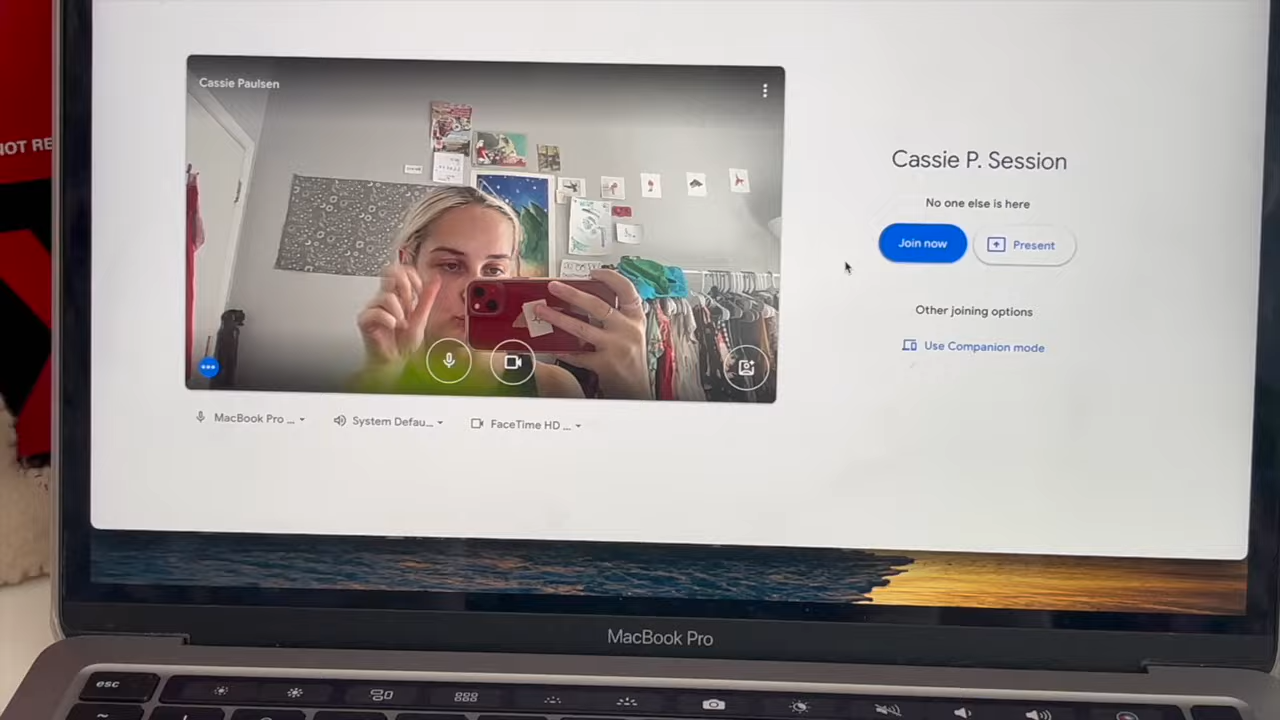 NOT RE
Cassie Paulsen
Cassie P. Session
No one else is here
Join now
Present
Other joining options
Use Companion mode
MacBook Pro ...
System Defau...
FaceTime HD ...
MacBook Pro
esc